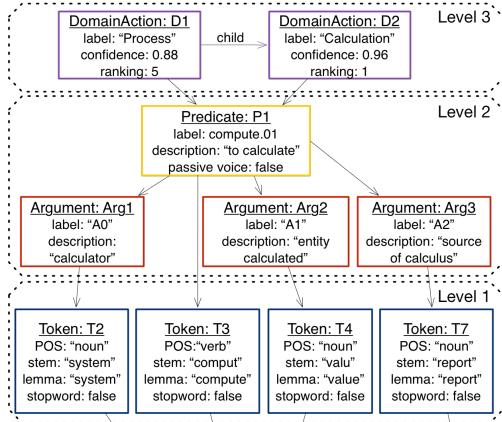 Level 3
DomainAction: D1
label: “Process”
confidence: 0.88
ranking: 5
child
DomainAction: D2
label: “Calculation”
confidence: 0.96
ranking: 1
Level 2
Predicate: P1
label: compute.01
description: “to calculate”
passive voice: false
Argument: Arg1
label: “A0”
description:
“calculator”
Argument: Arg2
label: “A1”
description: “entity
calculated”
Argument: Arg3
label: “A2”
description: “source
of calculus”
Level 1
Token: T2
POS: “noun”
stem: “system”
lemma: “system”
stopword: false
Token: T3
POS:“verb”
stem: “comput”
lemma: “compute”
stopword: false
Token: T4
POS: “noun”
stem: “valu”
lemma: “value”
stopword: false
Token: T7
POS: “noun”
stem: “report”
lemma: “report”
stopword: false